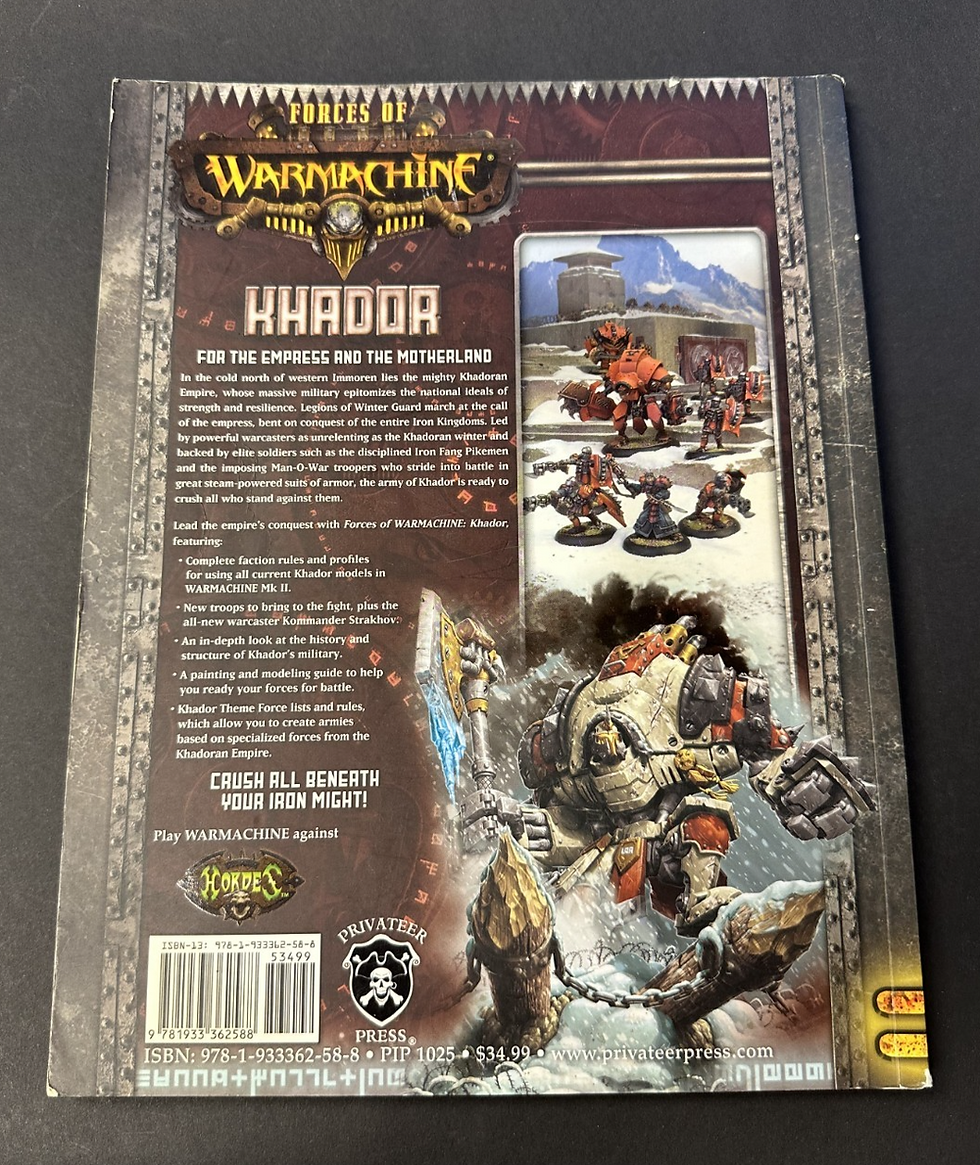 FORCES OF
WARMACHINE®
KHADOR
FOR THE EMPRESS AND THE MOTHERLAND
In the cold north of western Immoren lies the mighty Khadoran
Empire, whose massive military epitomizes the national ideals of
strength and resilience. Legions of Winter Guard march at the call
of the empress, bent on conquest of the entire Iron Kingdoms. Led
by powerful warcasters as unrelenting as the Khadoran winter and
backed by elite soldiers such as the disciplined Iron Fang Pikemen
and the imposing Man-O-War troopers who stride into battle in
great steam-powered suits of armor, the army of Khador is ready to
crush all who stand against them.
Lead the empire's conquest with Forces of WARMACHINE: Khador,
featuring:
• Complete faction rules and profiles
for using all current Khador models in
WARMACHINE Mk II.
• New troops to bring to the fight, plus the
all-new warcaster Kommander Strakhov.
• An in-depth look at the history and
structure of Khador's military.
• A painting and modeling guide to help
you ready your forces for battle.
• Khador Theme Force lists and rules,
which allow you to create armies
based on specialized forces from the
Khadoran Empire.
CRUSH ALL BENEATH
YOUR IRON MIGHT!
Play WARMACHINE against
HORDES™
PRIVATEER
PRESS®
ISBN-13: 978-1-933362-58-8
53499
9 781933 362588
ISBN: 978-1-933362-58-8 • PIP 1025 • $34.99 • www.privateerpress.com